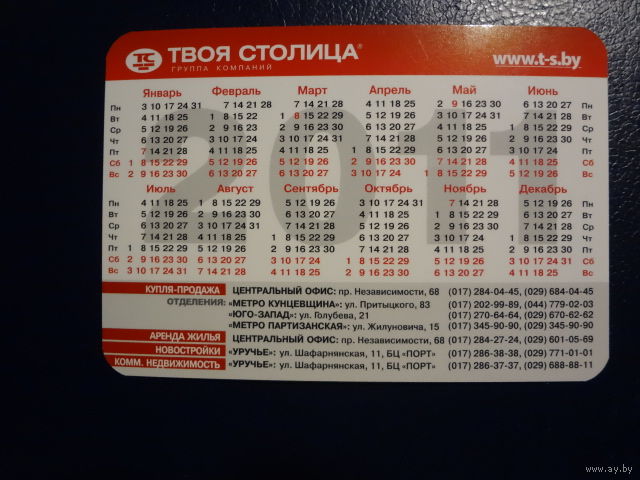 ТС ТВОЯ СТОЛИЦА® www.t-s.by
ГРУППА КОМПАНИЙ
2011
Январь Февраль Март Апрель Май Июнь
Пн 3 10 17 24 31 7 14 21 28 7 14 21 28 4 11 18 25 2 9 16 23 30 6 13 20 27 Пн
Вт 4 11 18 25 1 8 15 22 1 8 15 22 29 5 12 19 26 3 10 17 24 31 7 14 21 28 Вт
Ср 5 12 19 26 2 9 16 23 2 9 16 23 30 6 13 20 27 4 11 18 25 1 8 15 22 29 Ср
Чт 6 13 20 27 3 10 17 24 3 10 17 24 31 7 14 21 28 5 12 19 26 2 9 16 23 30 Чт
Пт 7 14 21 28 4 11 18 25 4 11 18 25 1 8 15 22 29 6 13 20 27 3 10 17 24 Пт
Сб 1 8 15 22 29 5 12 19 26 5 12 19 26 2 9 16 23 30 7 14 21 28 4 11 18 25 Сб
Вс 2 9 16 23 30 6 13 20 27 6 13 20 27 3 10 17 24 1 8 15 22 29 5 12 19 26 Вс
Июль Август Сентябрь Октябрь Ноябрь Декабрь
Пн 4 11 18 25 1 8 15 22 29 5 12 19 26 3 10 17 24 31 7 14 21 28 5 12 19 26 Пн
Вт 5 12 19 26 2 9 16 23 30 6 13 20 27 4 11 18 25 1 8 15 22 29 6 13 20 27 Вт
Ср 6 13 20 27 3 10 17 24 31 7 14 21 28 5 12 19 26 2 9 16 23 30 7 14 21 28 Ср
Чт 7 14 21 28 4 11 18 25 1 8 15 22 29 6 13 20 27 3 10 17 24 1 8 15 22 29 Чт
Пт 1 8 15 22 29 5 12 19 26 2 9 16 23 30 7 14 21 28 4 11 18 25 2 9 16 23 30 Пт
Сб 2 9 16 23 30 6 13 20 27 3 10 17 24 1 8 15 22 29 5 12 19 26 3 10 17 24 31 Сб
Вс 3 10 17 24 31 7 14 21 28 4 11 18 25 2 9 16 23 30 6 13 20 27 4 11 18 25 Вс
КУПЛЯ-ПРОДАЖА ЦЕНТРАЛЬНЫЙ ОФИС: пр. Независимости, 68 (017) 284-04-45, (029) 684-04-45
ОТДЕЛЕНИЯ: «МЕТРО КУНЦЕВЩИНА»: ул. Притыцкого, 83 (017) 202-99-89, (044) 779-02-03
«ЮГО-ЗАПАД»: ул. Голубева, 21 (017) 270-64-64, (029) 670-62-62
«МЕТРО ПАРТИЗАНСКАЯ»: ул. Жилуновича, 15 (017) 345-90-90, (029) 345-90-90
АРЕНДА ЖИЛЬЯ ЦЕНТРАЛЬНЫЙ ОФИС: пр. Независимости, 68 (017) 284-27-24, (029) 601-05-69
НОВОСТРОЙКИ «УРУЧЬЕ»: ул. Шафарнянская, 11, БЦ «ПОРТ» (017) 286-38-38, (029) 771-01-01
КОММ. НЕДВИЖИМОСТЬ «УРУЧЬЕ»: ул. Шафарнянская, 11, БЦ «ПОРТ» (017) 286-37-37, (029) 688-88-11
www.ay.by